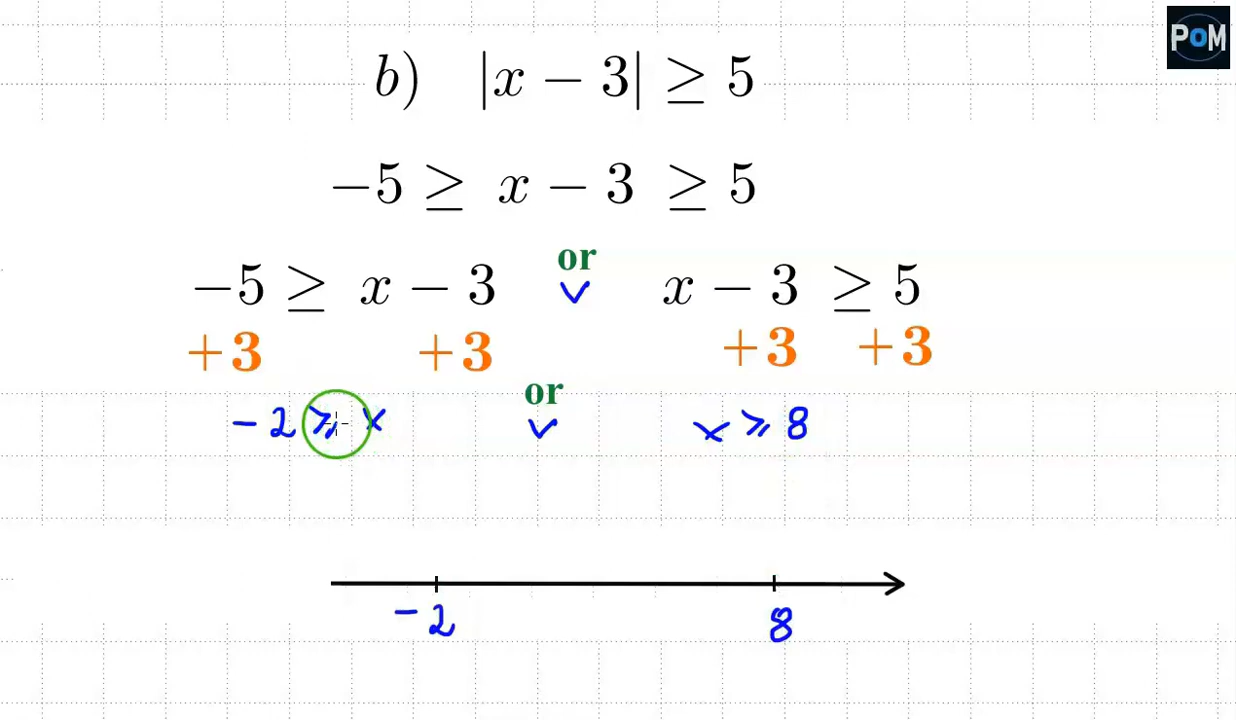 PoM
b) |x − 3| ≥ 5
−5 ≥ x − 3 ≥ 5
or
−5 ≥ x − 3 ∨ x − 3 ≥ 5
+3 +3 +3 +3
or
−2 ⩾ x ∨ x ⩾ 8
−2 8